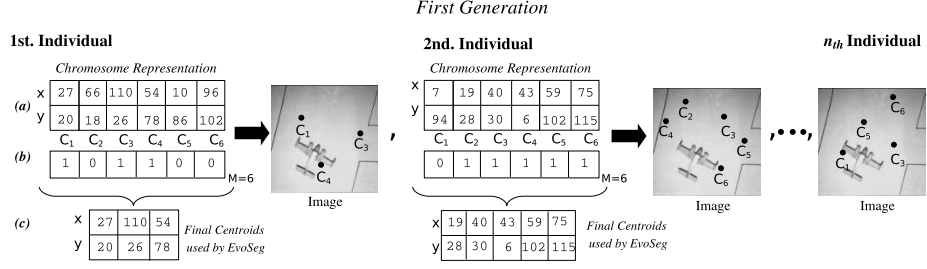 First Generation
1st. Individual
2nd. Individual
nth Individual
Chromosome Representation
Chromosome Representation
(a)
x 27 66 110 54 10 96
y 20 18 26 78 86 102
C1 C2 C3 C4 C5 C6
(b)
1 0 1 1 0 0
M=6
(c)
x 27 110 54
y 20 26 78
Final Centroids
used by EvoSeg
C1
C3
C4
Image
,
x 7 19 40 43 59 75
y 94 28 30 6 102 115
C1 C2 C3 C4 C5 C6
0 1 1 1 1 1
M=6
x 19 40 43 59 75
y 28 30 6 102 115
Final Centroids
used by EvoSeg
C2
C4
C3
C5
C6
Image
, ••• ,
C6
C5
C1
C3
Image